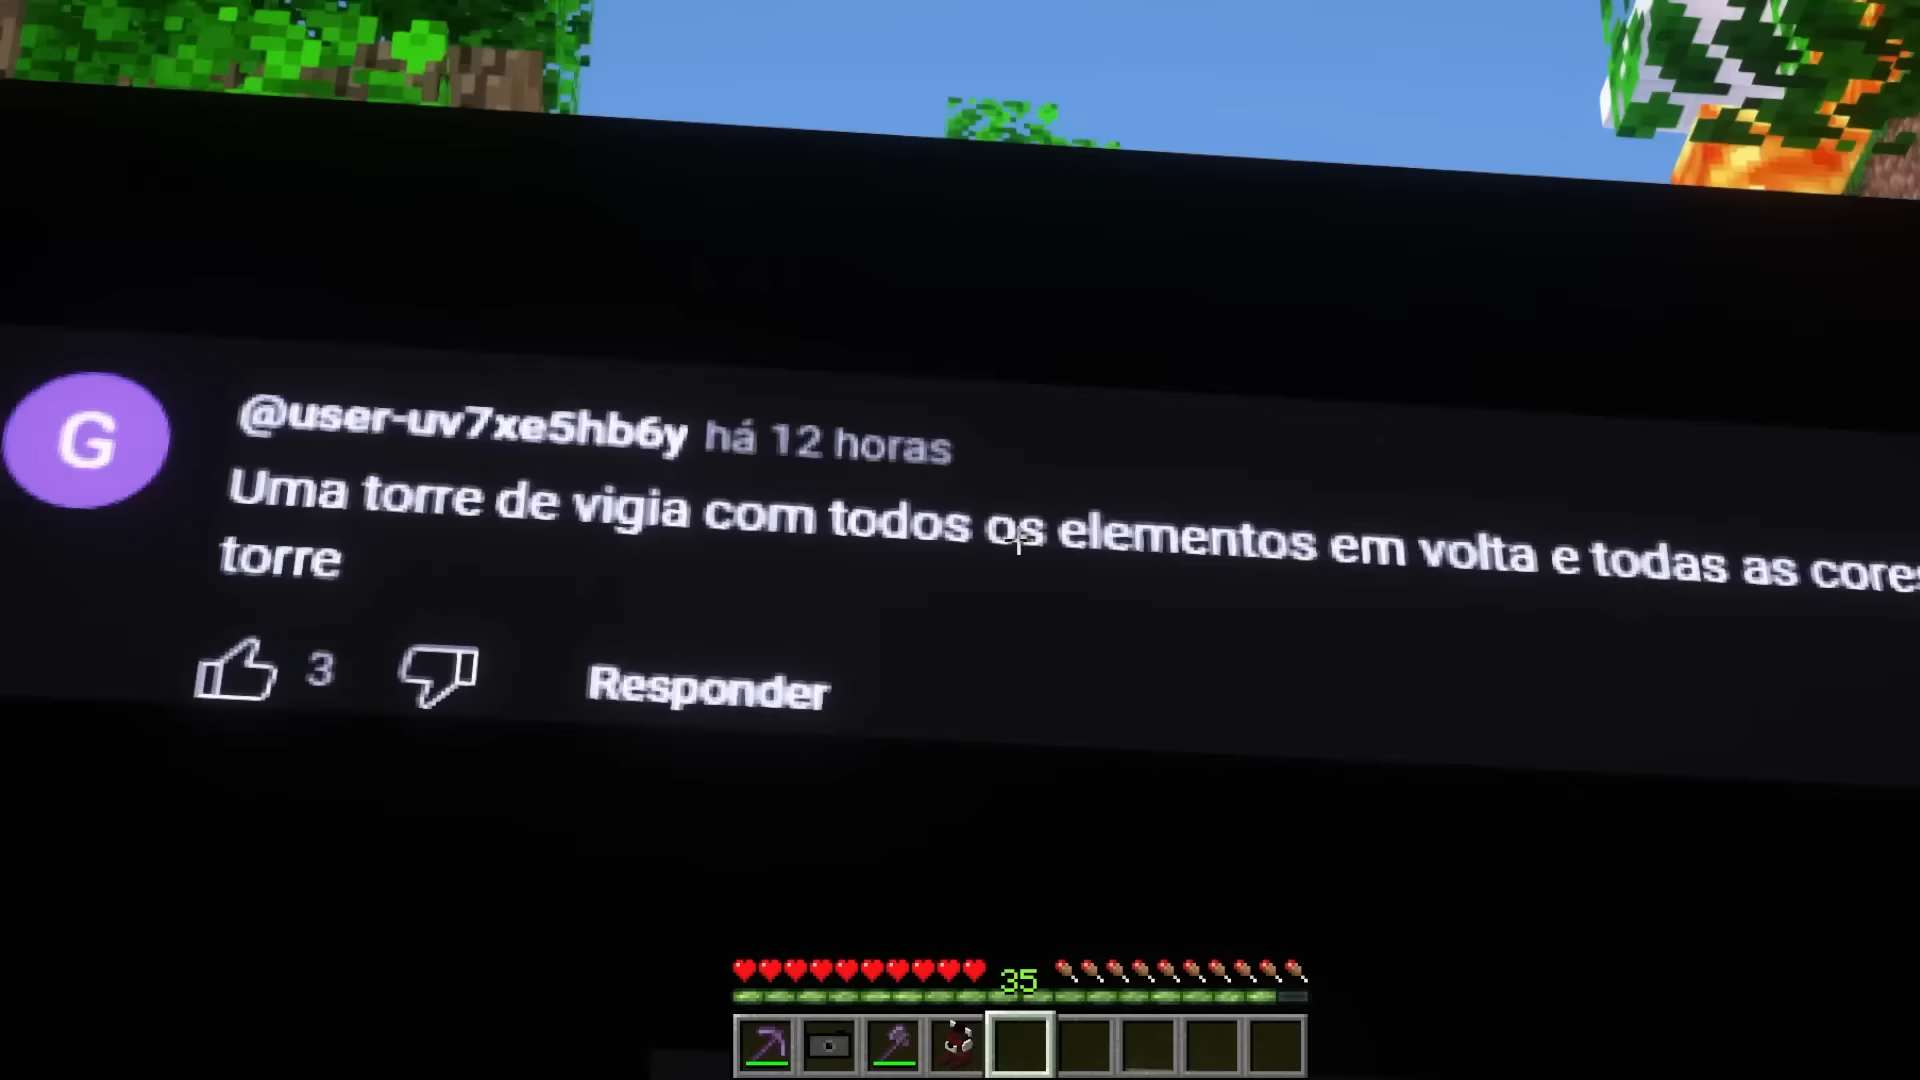 G
@user-uv7xe5hb6y há 12 horas
Uma torre de vigia com todos os elementos em volta e todas as cores
torre
3
Responder
35